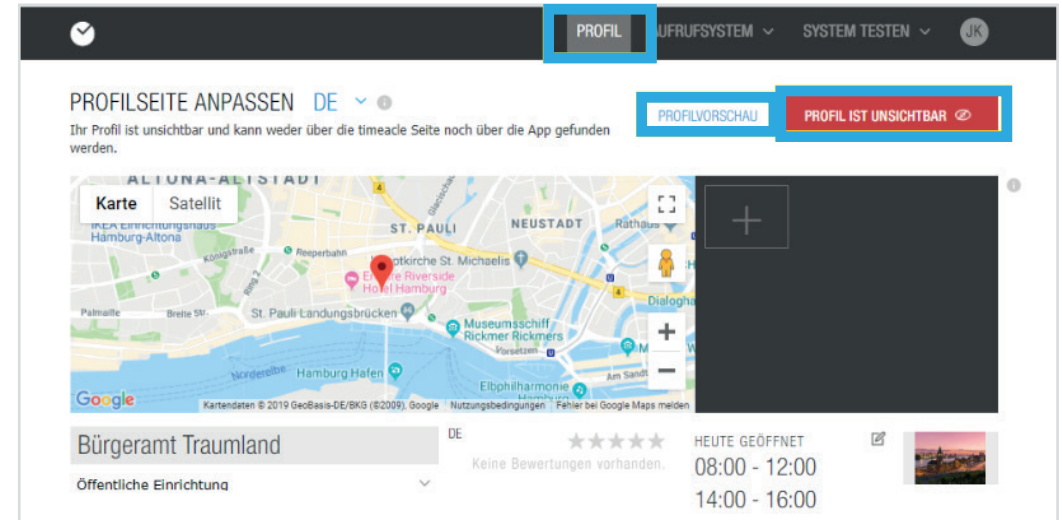 PROFIL
UFRUFSYSTEM
SYSTEM TESTEN
JK
PROFILSEITE ANPASSEN DE
Ihr Profil ist unsichtbar und kann weder über die timeacle Seite noch über die App gefunden
werden.
PROFILVORSCHAU
PROFIL IST UNSICHTBAR
ALTONA-ALTSTADT
Karte
Satellit
IKEA Einrichtungshaus
Hamburg-Altona
Königstraße
Reeperbahn
ST. PAULI
NEUSTADT
Rathaus
ptkirche St. Michaelis
Empire Riverside
Hotel Hamburg
Palmaille
Breite Str.
St. Pauli Landungsbrücken
Dialogha
Museumsschiff
Rickmer Rickmers
Vorsetzen
Norderelbe
Hamburg Hafen
Am Sandt
Elbphilharmonie
Hamburg
Google
Kartendaten © 2019 GeoBasis-DE/BKG (©2009), Google
Nutzungsbedingungen
Fehler bei Google Maps melden
Bürgeramt Traumland
DE
Keine Bewertungen vorhanden.
HEUTE GEÖFFNET
08:00 - 12:00
14:00 - 16:00
Öffentliche Einrichtung